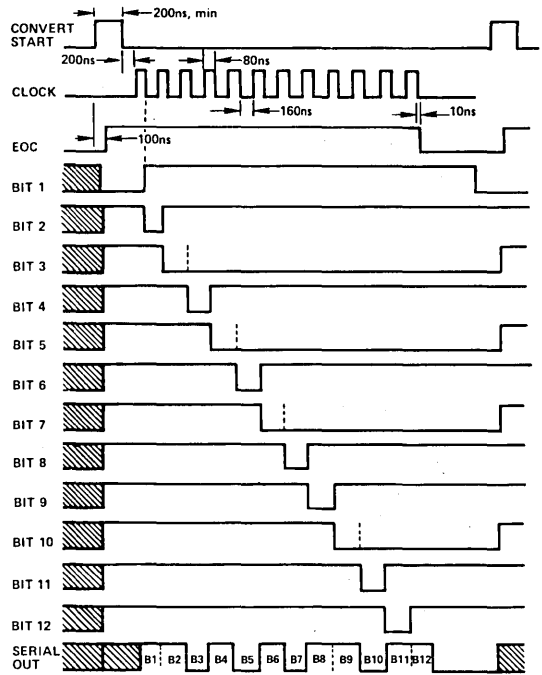 CONVERT
START
200ns, min
200ns
80ns
CLOCK
160ns
10ns
EOC
100ns
BIT 1
BIT 2
BIT 3
BIT 4
BIT 5
BIT 6
BIT 7
BIT 8
BIT 9
BIT 10
BIT 11
BIT 12
SERIAL
OUT
B1 B2 B3 B4 B5 B6 B7 B8 B9 B10 B11 B12